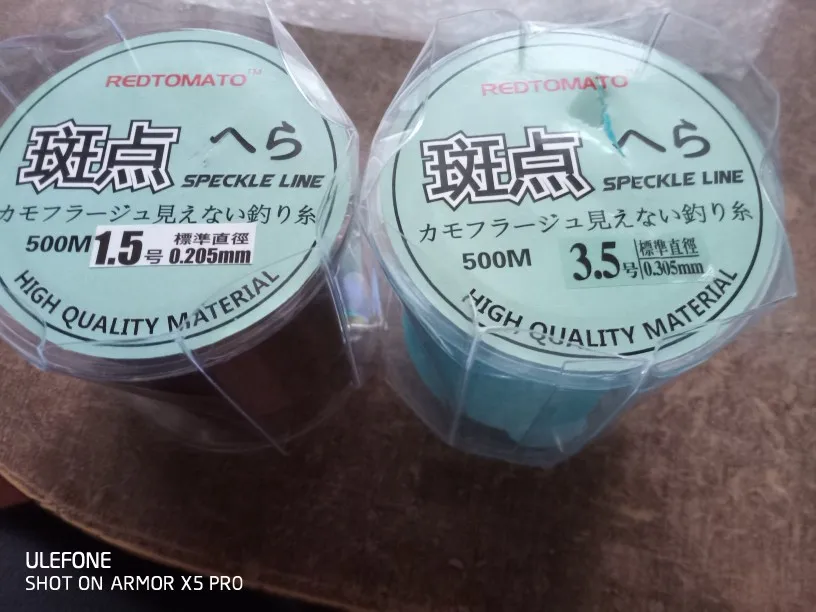 REDTOMATO™
斑点 へら
SPECKLE LINE
カモフラージュ見えない釣り糸
500M 1.5号 標準直徑
0.205mm
HIGH QUALITY MATERIAL
REDTOMATO
斑点 へら
SPECKLE LINE
カモフラージュ見えない釣り糸
500M 3.5号 標準直徑
0.305mm
HIGH QUALITY MATERIAL
ULEFONE
SHOT ON ARMOR X5 PRO